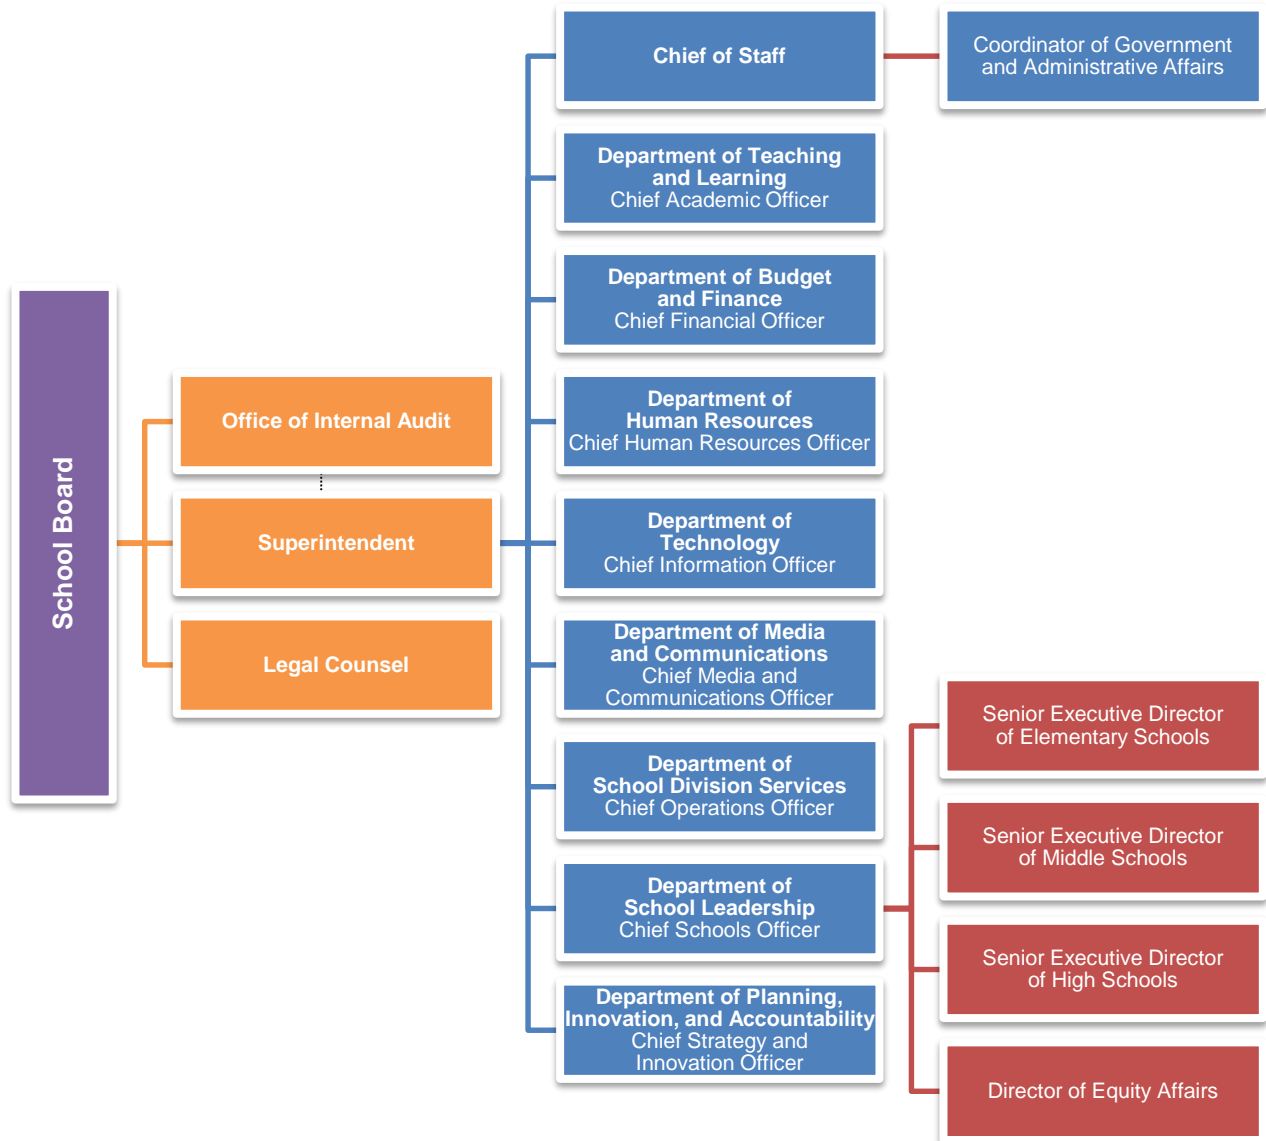 School Board
Office of Internal Audit
Superintendent
Legal Counsel
Chief of Staff
Coordinator of Government
and Administrative Affairs
Department of Teaching
and Learning
Chief Academic Officer
Department of Budget
and Finance
Chief Financial Officer
Department of
Human Resources
Chief Human Resources Officer
Department of
Technology
Chief Information Officer
Department of Media
and Communications
Chief Media and
Communications Officer
Department of
School Division Services
Chief Operations Officer
Department of
School Leadership
Chief Schools Officer
Senior Executive Director
of Elementary Schools
Senior Executive Director
of Middle Schools
Senior Executive Director
of High Schools
Director of Equity Affairs
Department of Planning,
Innovation, and Accountability
Chief Strategy and
Innovation Officer